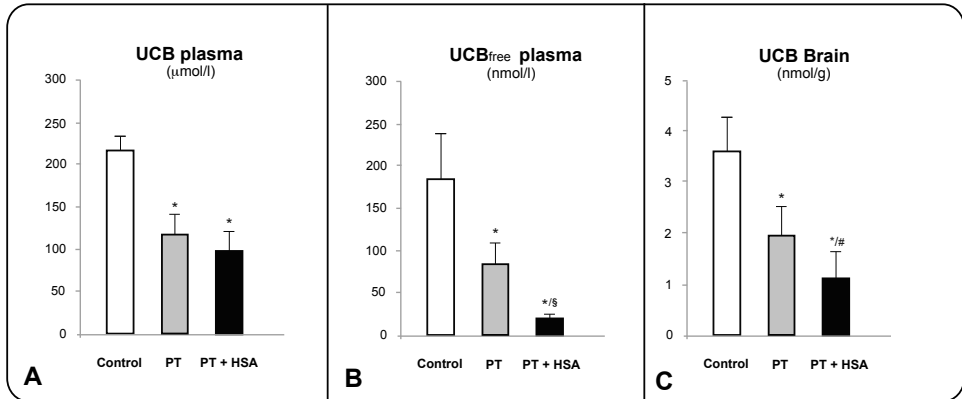 UCB plasma
(μmol/l)
300
250
200
150
100
50
0
*
*
Control PT PT + HSA
A
UCBfree plasma
(nmol/l)
300
250
200
150
100
50
0
*
*/§
Control PT PT + HSA
B
UCB Brain
(nmol/g)
5
4
3
2
1
0
*
*/#
Control PT PT + HSA
C